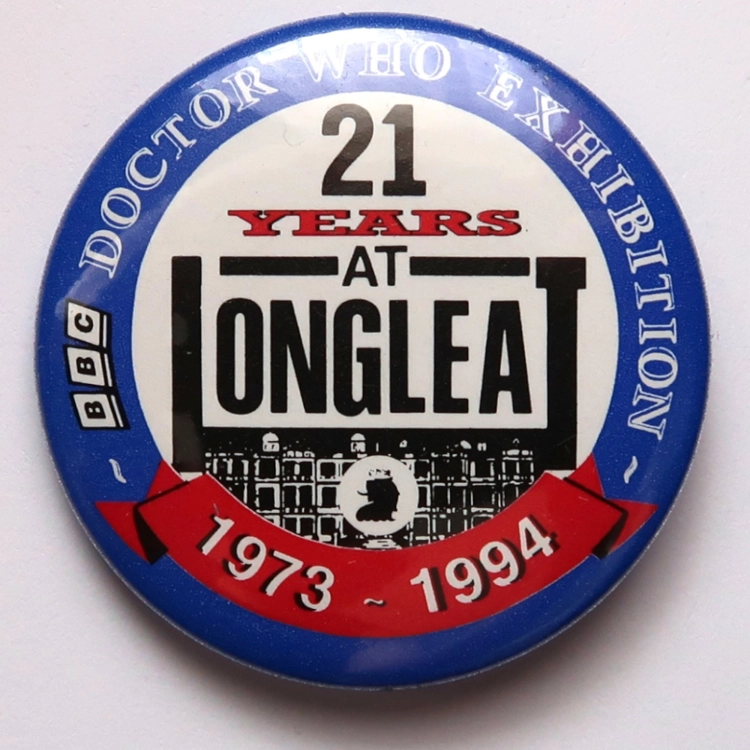 BBC DOCTOR WHO EXHIBITION ~
21
YEARS
AT
LONGLEAT
~ 1973 ~ 1994